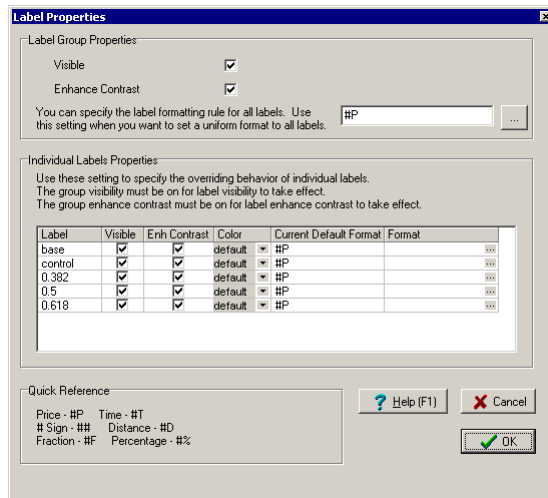 Label Properties
Label Group Properties
Visible
Enhance Contrast
You can specify the label formatting rule for all labels. Use
this setting when you want to set a uniform format to all labels.
#P
...
Individual Labels Properties
Use these setting to specify the overriding behavior of individual labels.
The group visibility must be on for label visibility to take effect.
The group enhance contrast must be on for label enhance contrast to take effect.
Label Visible Enh Contrast Color Current Default Format Format
base default #P ...
control default #P ...
0.382 default #P ...
0.5 default #P ...
0.618 default #P ...
Quick Reference
Price - #P Time - #T
# Sign - ## Distance - #D
Fraction - #F Percentage - #%
? Help (F1)
Cancel
OK